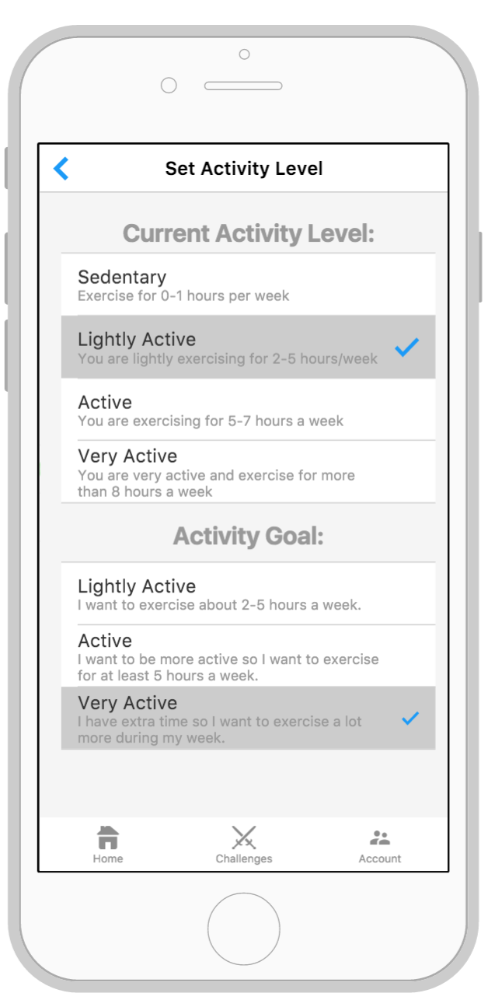 Set Activity Level
Current Activity Level:
Sedentary
Exercise for 0-1 hours per week
Lightly Active
You are lightly exercising for 2-5 hours/week
Active
You are exercising for 5-7 hours a week
Very Active
You are very active and exercise for more
than 8 hours a week
Activity Goal:
Lightly Active
I want to exercise about 2-5 hours a week.
Active
I want to be more active so I want to exercise
for at least 5 hours a week.
Very Active
I have extra time so I want to exercise a lot
more during my week.
Home Challenges Account